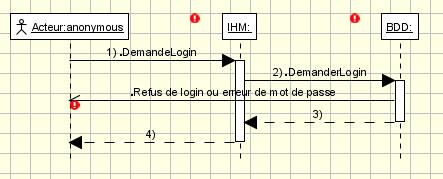 Acteur:anonymous
IHM:
BDD:
1) .DemandeLogin
2) .DemanderLogin
.Refus de login ou erreur de mot de passe
3)
4)